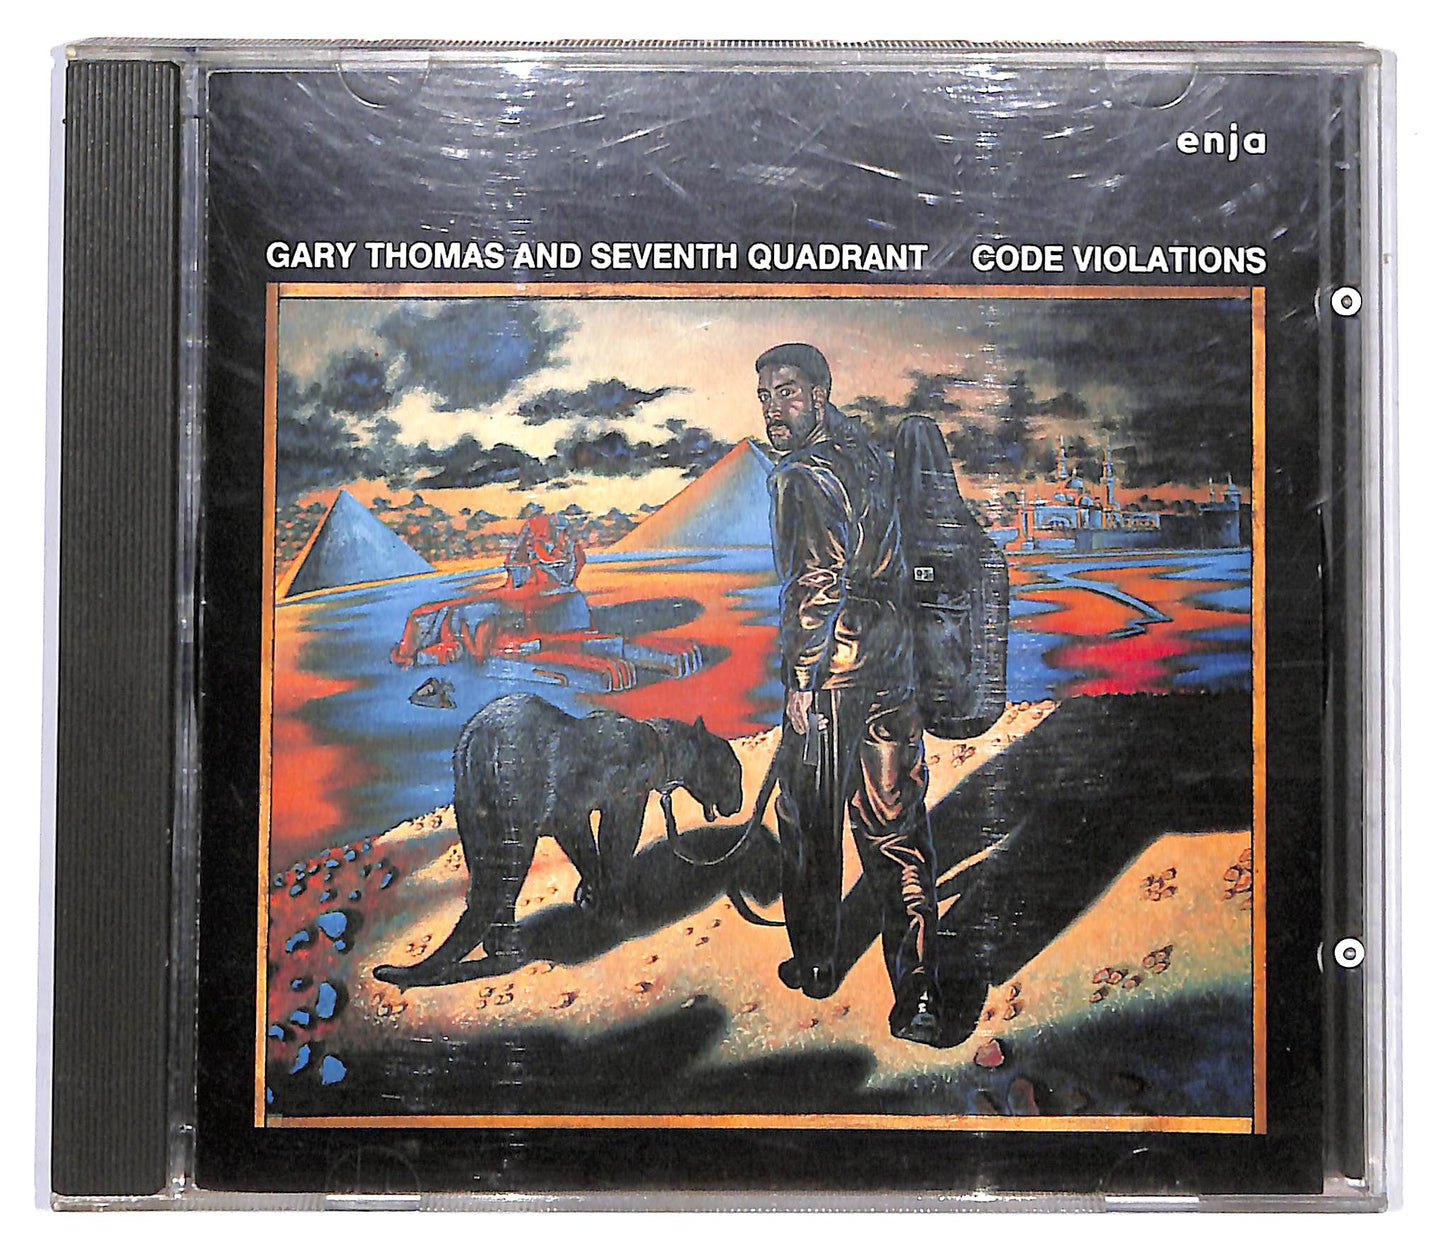 enja
GARY THOMAS AND SEVENTH QUADRANT CODE VIOLATIONS